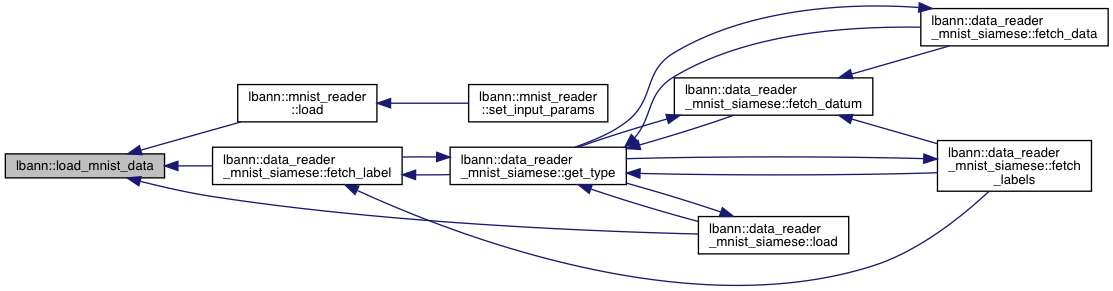 lbann::load_mnist_data
lbann::mnist_reader
::load
lbann::data_reader
_mnist_siamese::fetch_label
lbann::mnist_reader
::set_input_params
lbann::data_reader
_mnist_siamese::get_type
lbann::data_reader
_mnist_siamese::fetch_data
lbann::data_reader
_mnist_siamese::fetch_datum
lbann::data_reader
_mnist_siamese::fetch
_labels
lbann::data_reader
_mnist_siamese::load